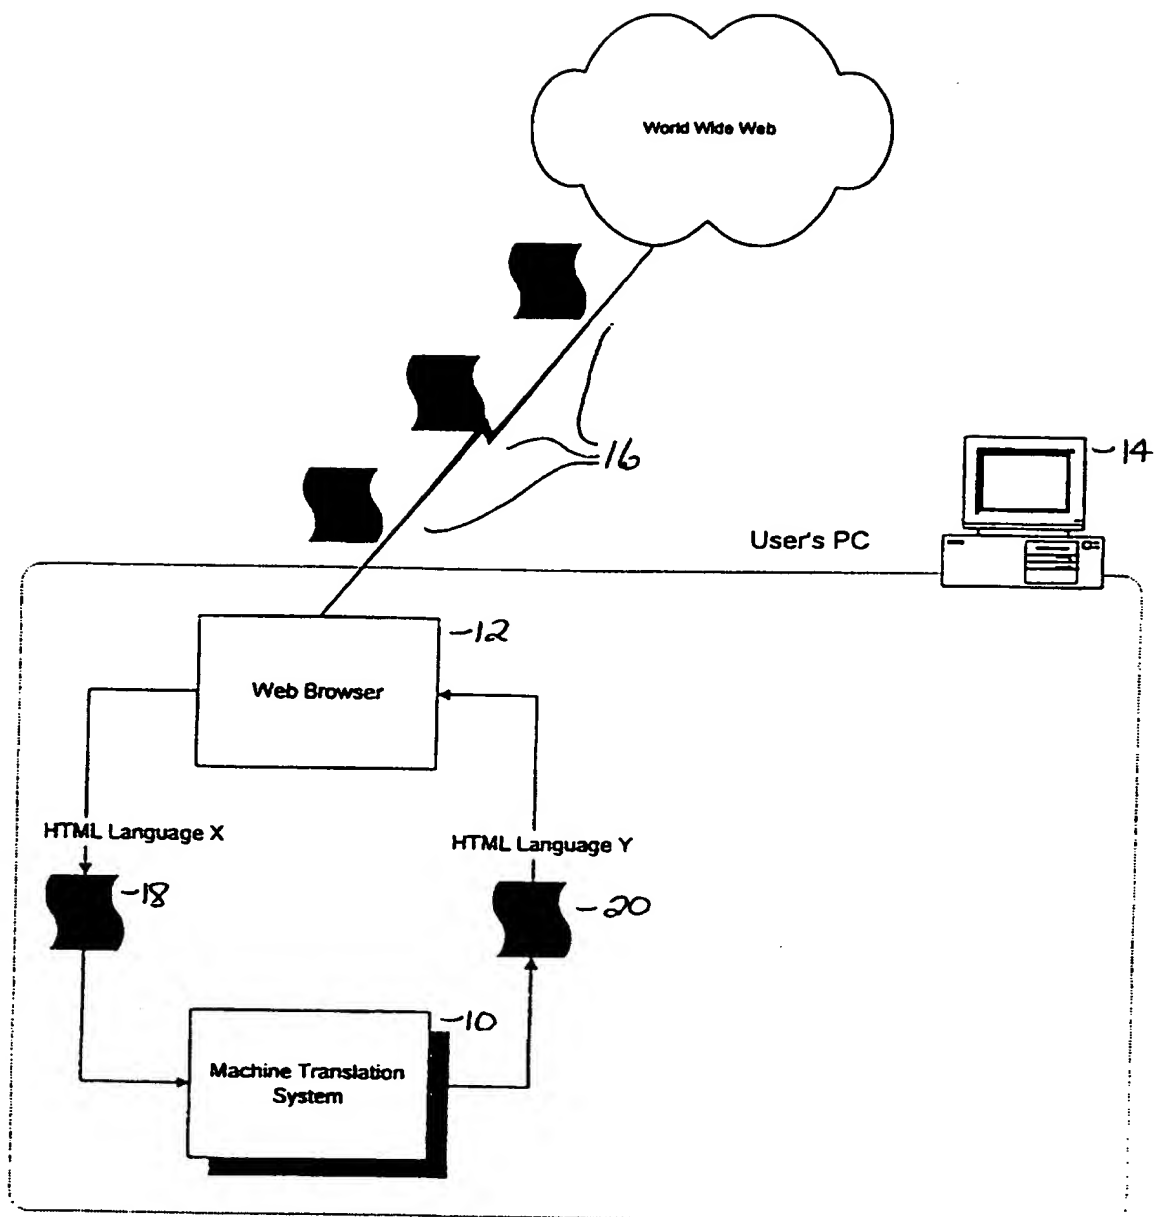 World Wide Web
16
14
User's PC
12
Web Browser
HTML Language X
HTML Language Y
18
20
10
Machine Translation
System